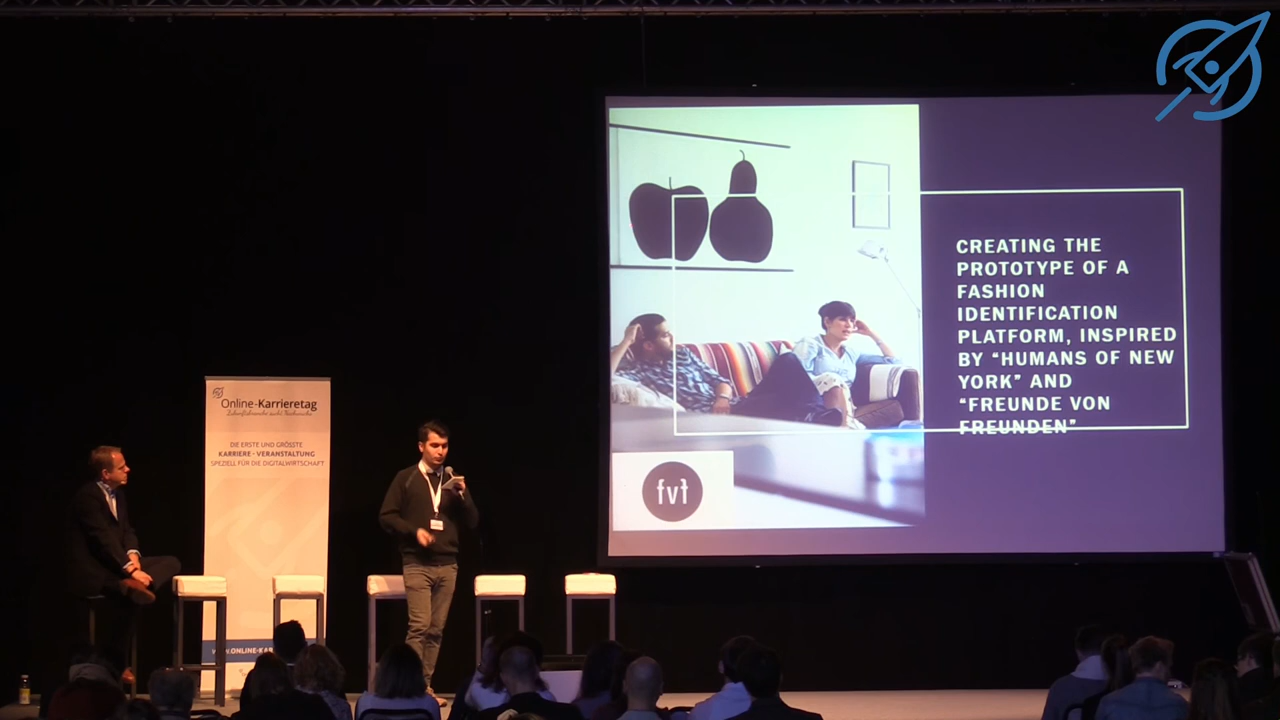 CREATING THE
PROTOTYPE OF A
FASHION
IDENTIFICATION
PLATFORM, INSPIRED
BY “HUMANS OF NEW
YORK” AND
“FREUNDE VON
FREUNDEN”
fvf
Online-Karrieretag
DIE ERSTE UND GRÖSSTE
KARRIERE - VERANSTALTUNG
SPEZIELL FÜR DIE DIGITALWIRTSCHAFT